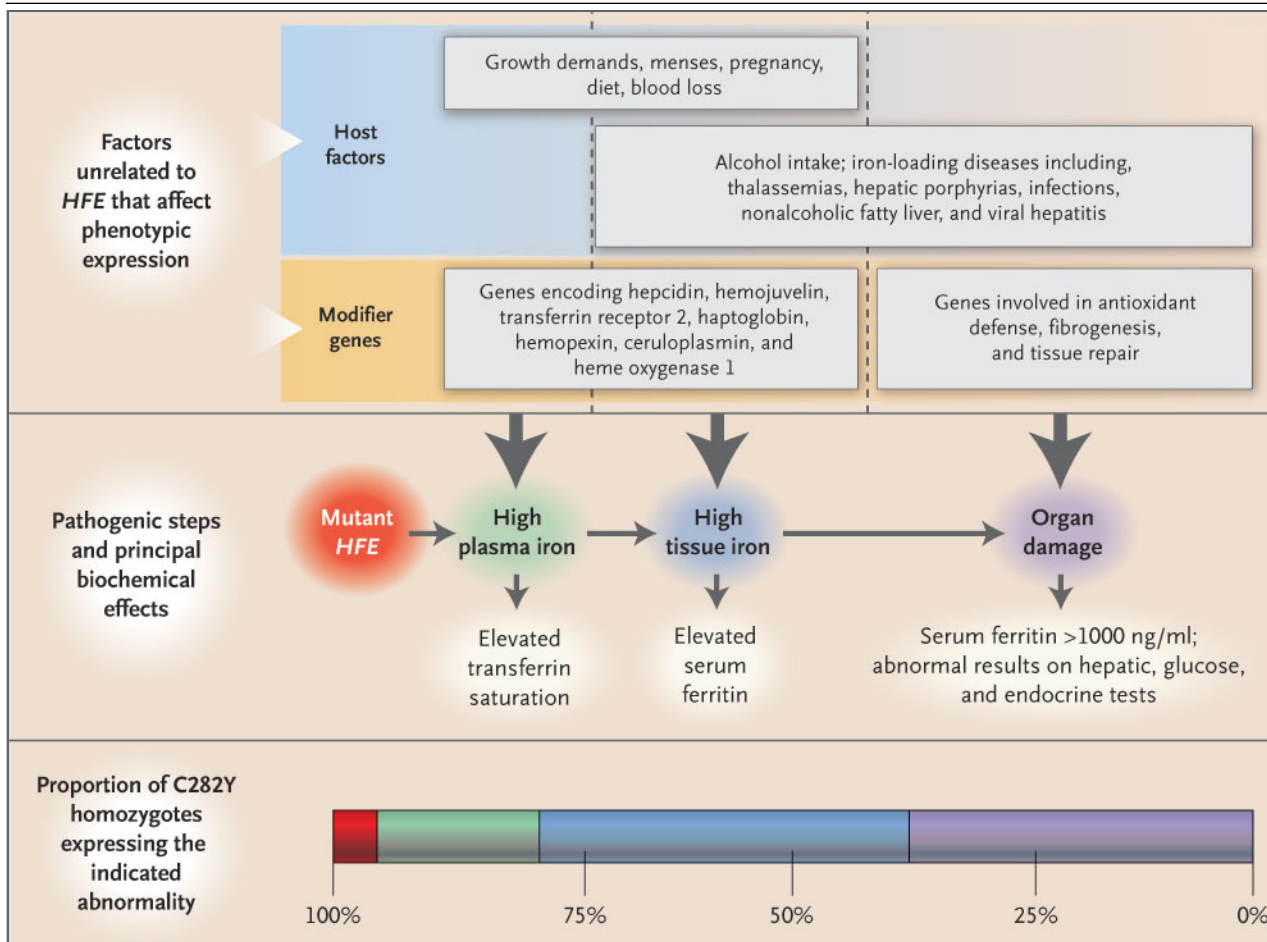 Factors
unrelated to
HFE that affect
phenotypic
expression
Host
factors
Growth demands, menses, pregnancy,
diet, blood loss
Alcohol intake; iron-loading diseases including,
thalassemias, hepatic porphyrias, infections,
nonalcoholic fatty liver, and viral hepatitis
Modifier
genes
Genes encoding hepcidin, hemojuvelin,
transferrin receptor 2, haptoglobin,
hemopexin, ceruloplasmin, and
heme oxygenase 1
Genes involved in antioxidant
defense, fibrogenesis,
and tissue repair
Pathogenic steps
and principal
biochemical
effects
Mutant
HFE
High
plasma iron
High
tissue iron
Organ
damage
Elevated
transferrin
saturation
Elevated
serum
ferritin
Serum ferritin >1000 ng/ml;
abnormal results on hepatic, glucose,
and endocrine tests
Proportion of C282Y
homozygotes
expressing the
indicated
abnormality
100% 75% 50% 25% 0%